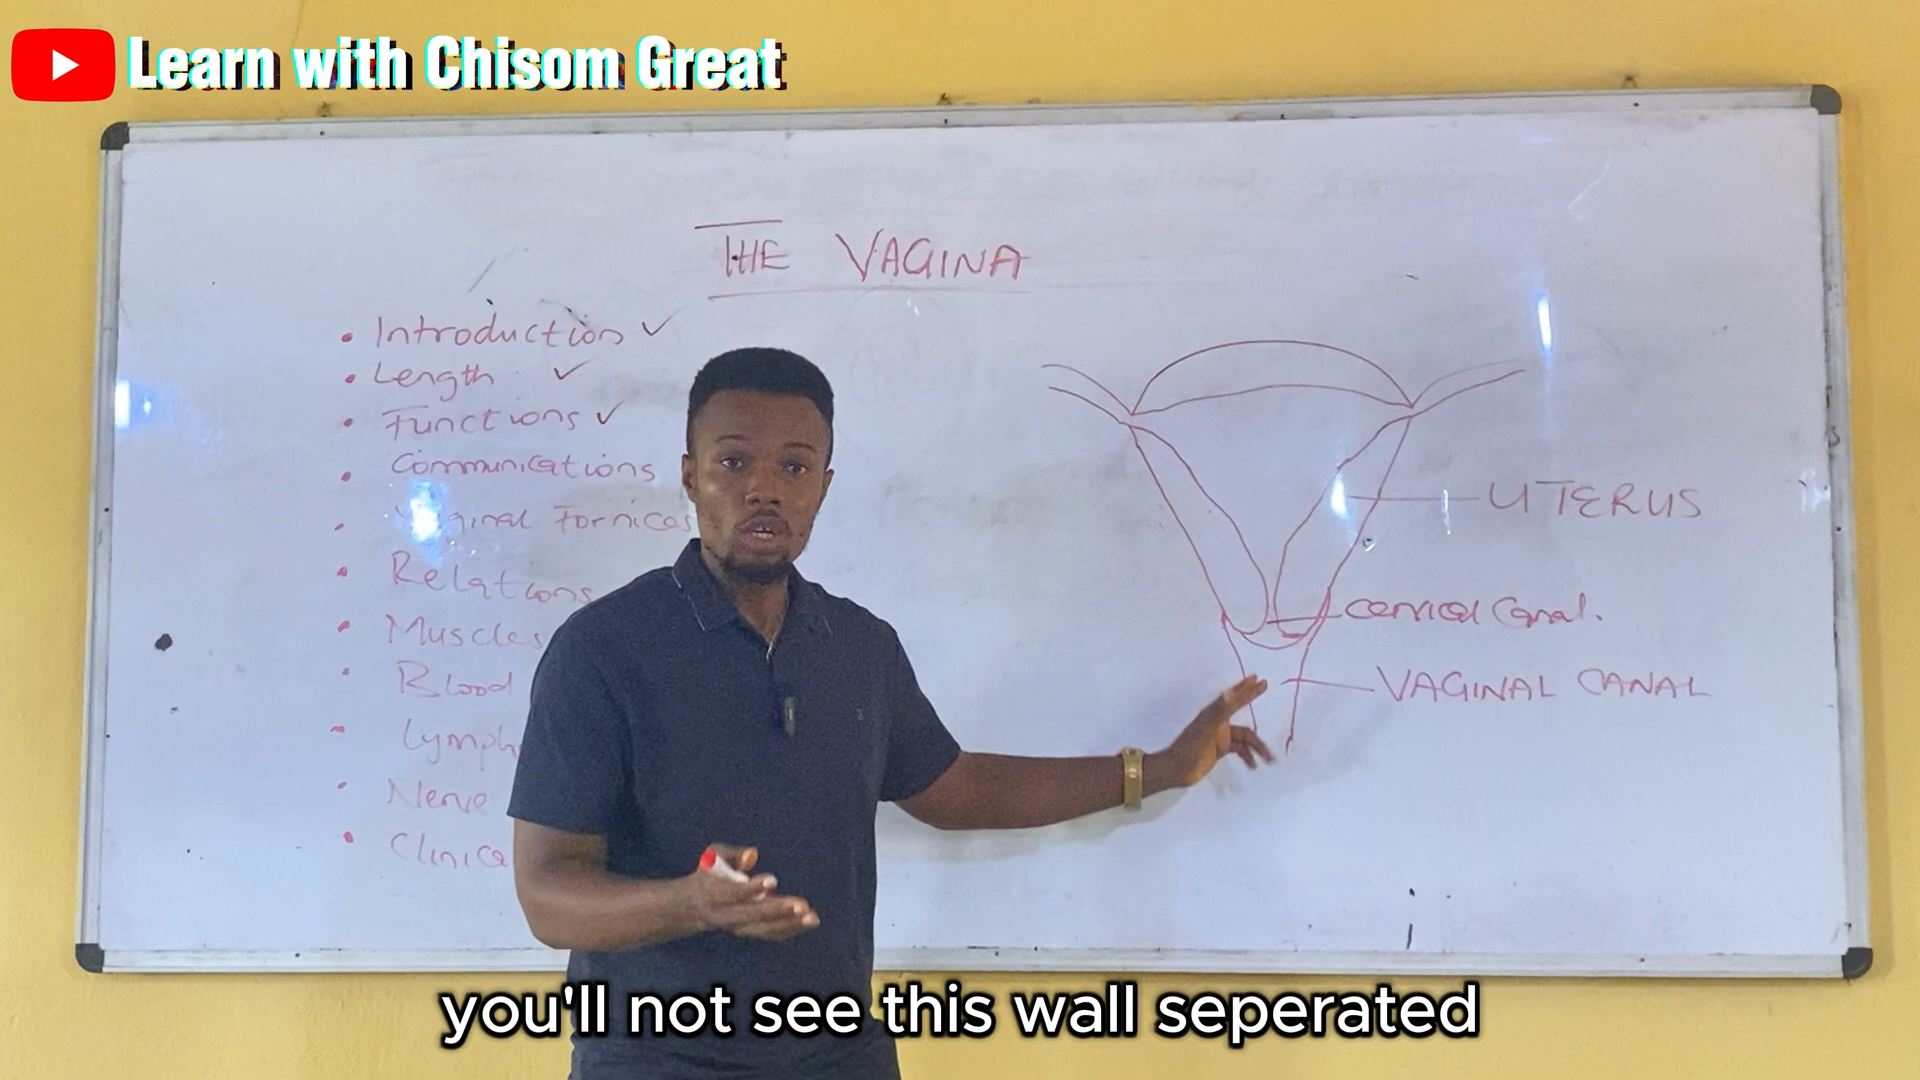 Learn with Chisom Great
THE VAGINA
• Introduction ✓
• Length ✓
• Functions ✓
• Communications
• Vaginal Fornices
• Relations
• Muscles
• Blood
• Lymph
• Nerve
• Clinica
UTERUS
Cervical Canal.
VAGINAL CANAL
you'll not see this wall seperated